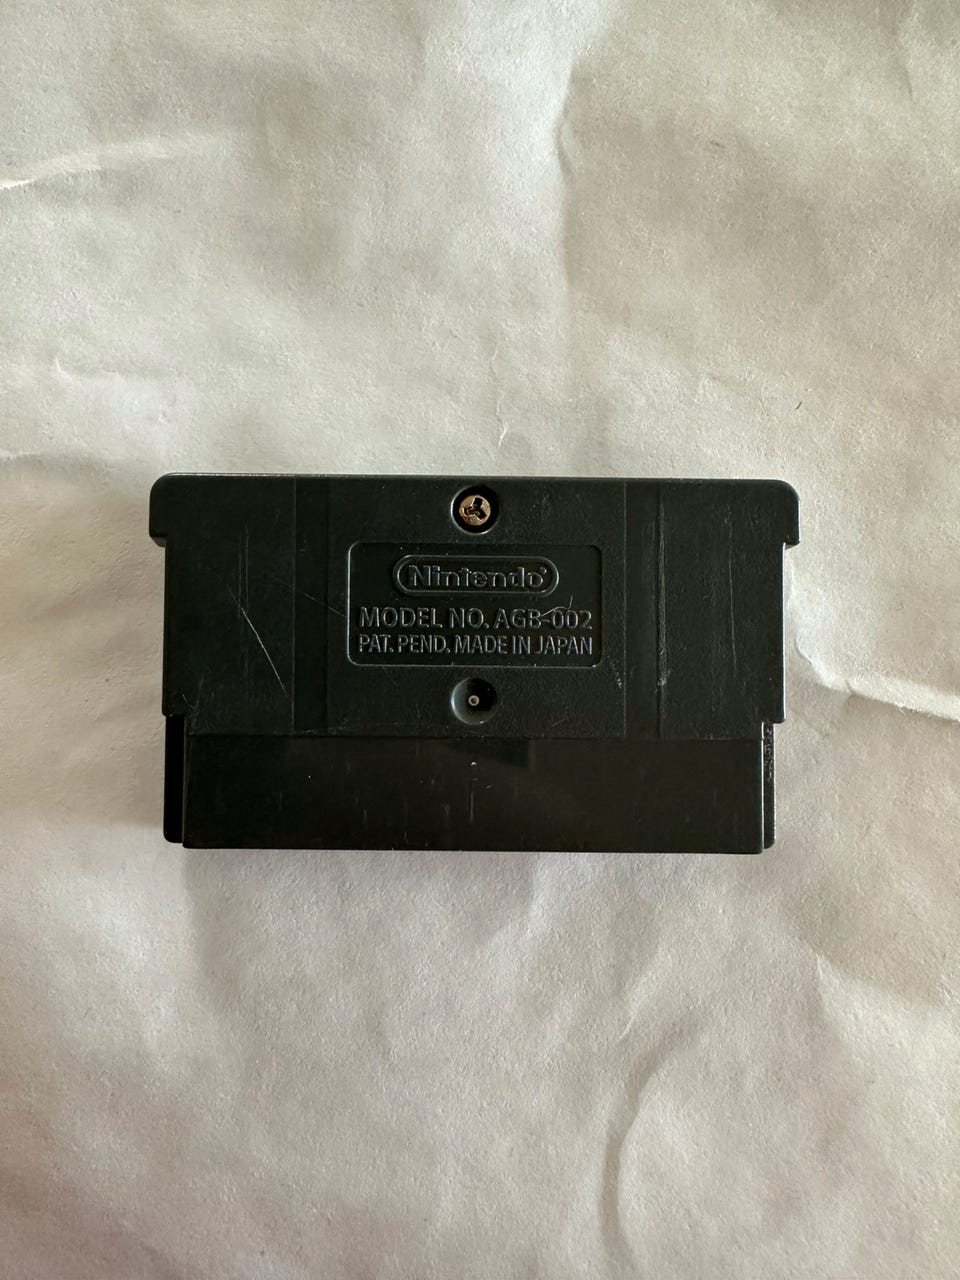 Nintendo®
MODEL NO. AGB-002
PAT. PEND. MADE IN JAPAN